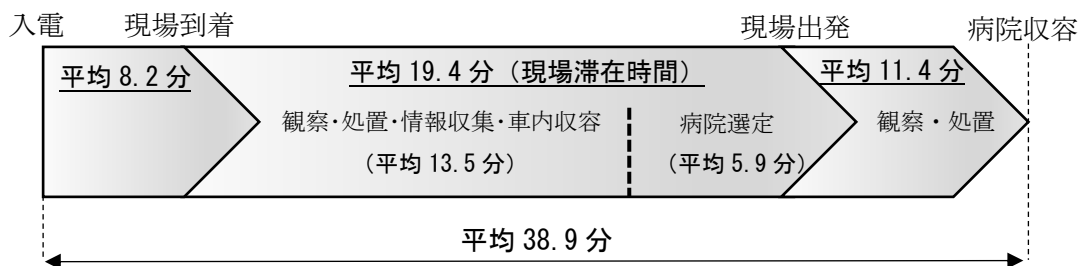 入電　現場到着　現場出発　病院収容
平均 8.2 分　平均 19.4 分（現場滞在時間）　平均 11.4 分
観察・処置・情報収集・車内収容　病院選定　観察・処置
（平均 13.5 分）　（平均 5.9 分）
平均 38.9 分